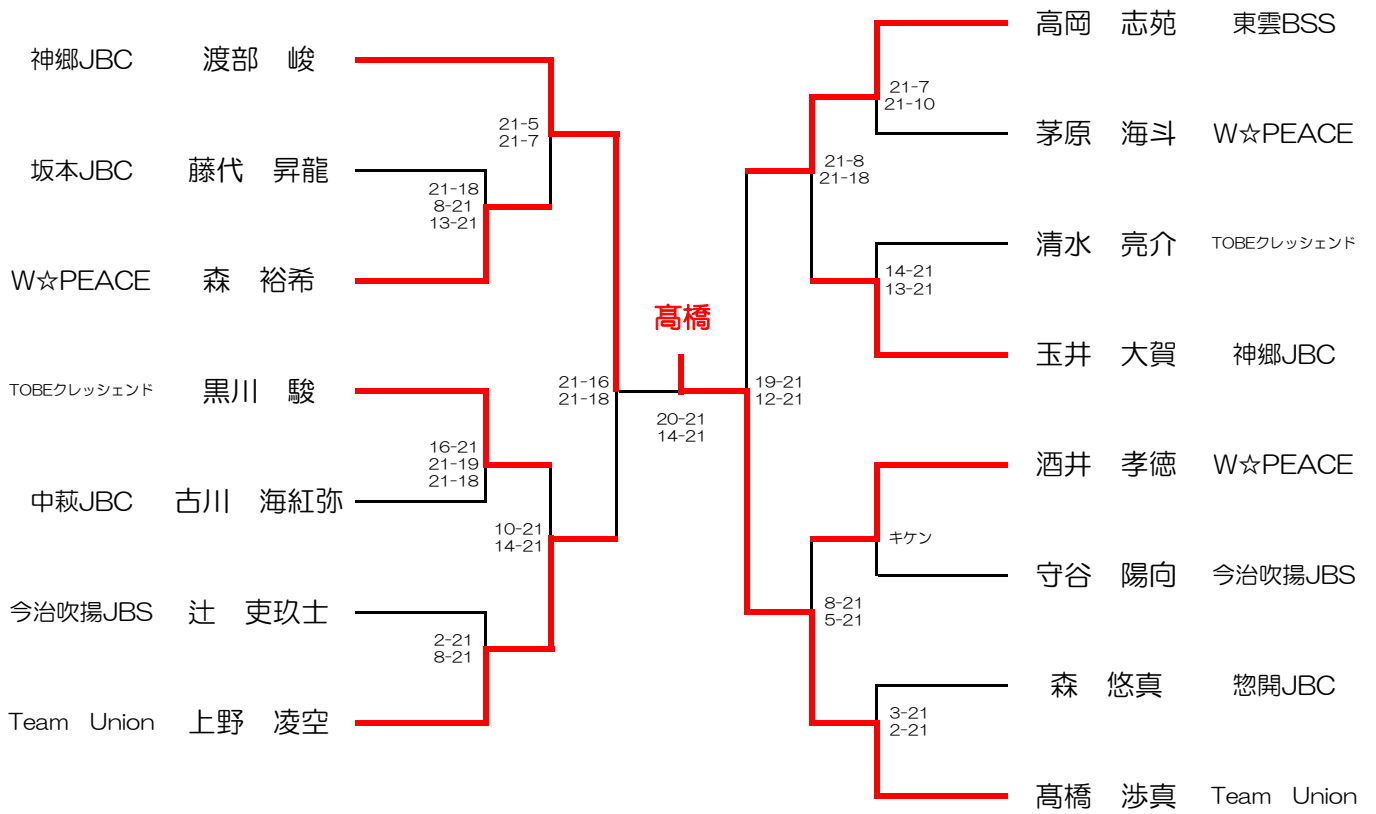 神郷JBC 渡部 峻
21-5
21-7
坂本JBC 藤代 昇龍
21-18
8-21
13-21
W☆PEACE 森 裕希
TOBEクレッシェンド 黒川 駿
16-21
21-19
21-18
中萩JBC 古川 海紅弥
10-21
14-21
今治吹揚JBS 辻 吏玖士
2-21
8-21
Team Union 上野 凌空
21-16
21-18
髙橋
20-21
14-21
高岡 志苑 東雲BSS
21-7
21-10
茅原 海斗 W☆PEACE
21-8
21-18
清水 亮介 TOBEクレッシェンド
14-21
13-21
玉井 大賀 神郷JBC
19-21
12-21
酒井 孝徳 W☆PEACE
キケン
守谷 陽向 今治吹揚JBS
8-21
5-21
森 悠真 惣開JBC
3-21
2-21
髙橋 渉真 Team Union